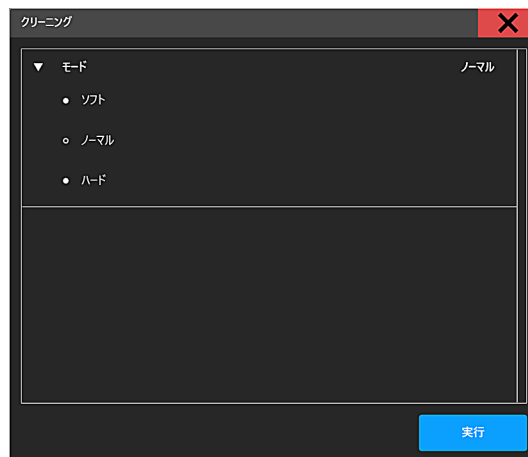 クリーニング
▼ モード ノーマル
● ソフト
○ ノーマル
● ハード
実行